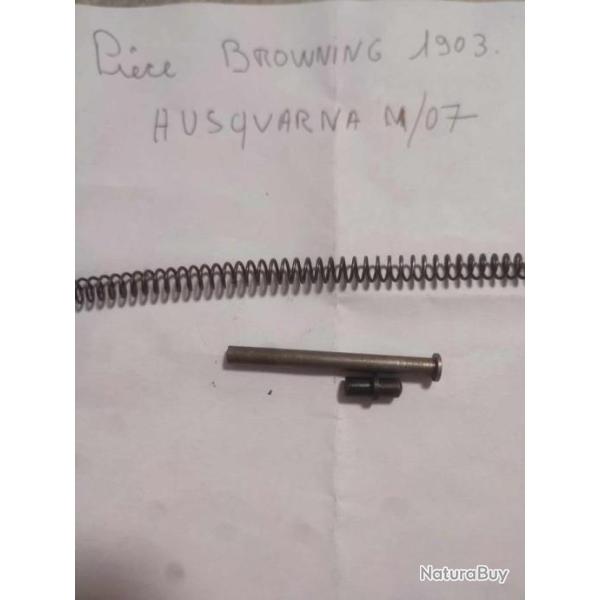 Pièce BROWNING 1903.
HUSQVARNA M/07
NaturaBuy